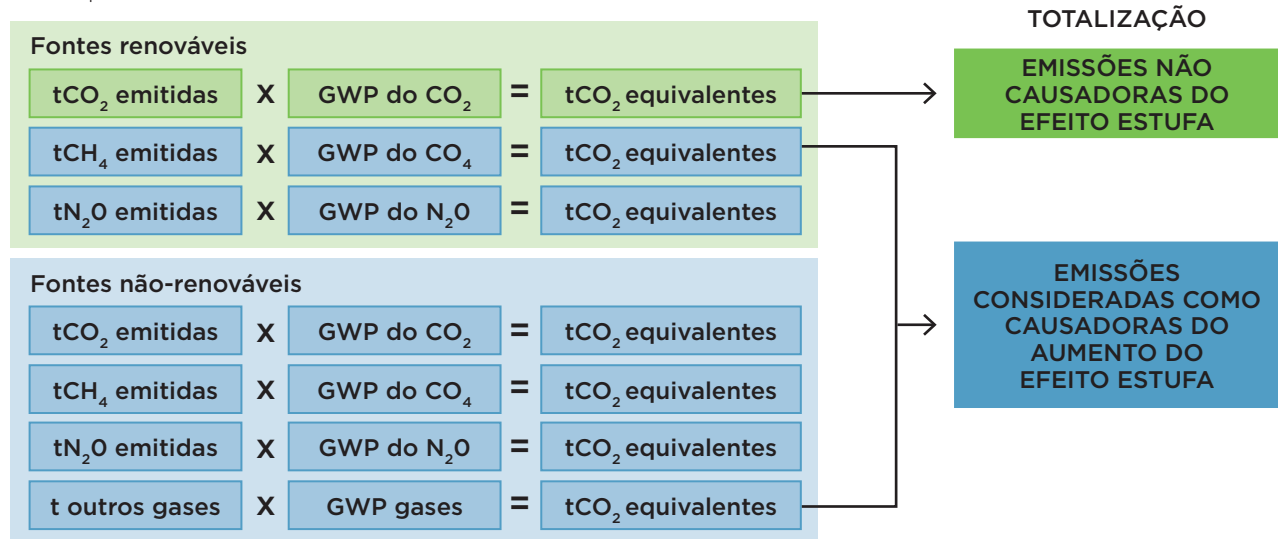 TOTALIZAÇÃO
Fontes renováveis
tCO₂ emitidas X GWP do CO₂ = tCO₂ equivalentes
tCH₄ emitidas X GWP do CO₄ = tCO₂ equivalentes
tN₂0 emitidas X GWP do N₂0 = tCO₂ equivalentes
EMISSÕES NÃO
CAUSADORAS DO
EFEITO ESTUFA
Fontes não-renováveis
tCO₂ emitidas X GWP do CO₂ = tCO₂ equivalentes
tCH₄ emitidas X GWP do CO₄ = tCO₂ equivalentes
tN₂0 emitidas X GWP do N₂0 = tCO₂ equivalentes
t outros gases X GWP gases = tCO₂ equivalentes
EMISSÕES
CONSIDERADAS COMO
CAUSADORAS DO
AUMENTO DO
EFEITO ESTUFA